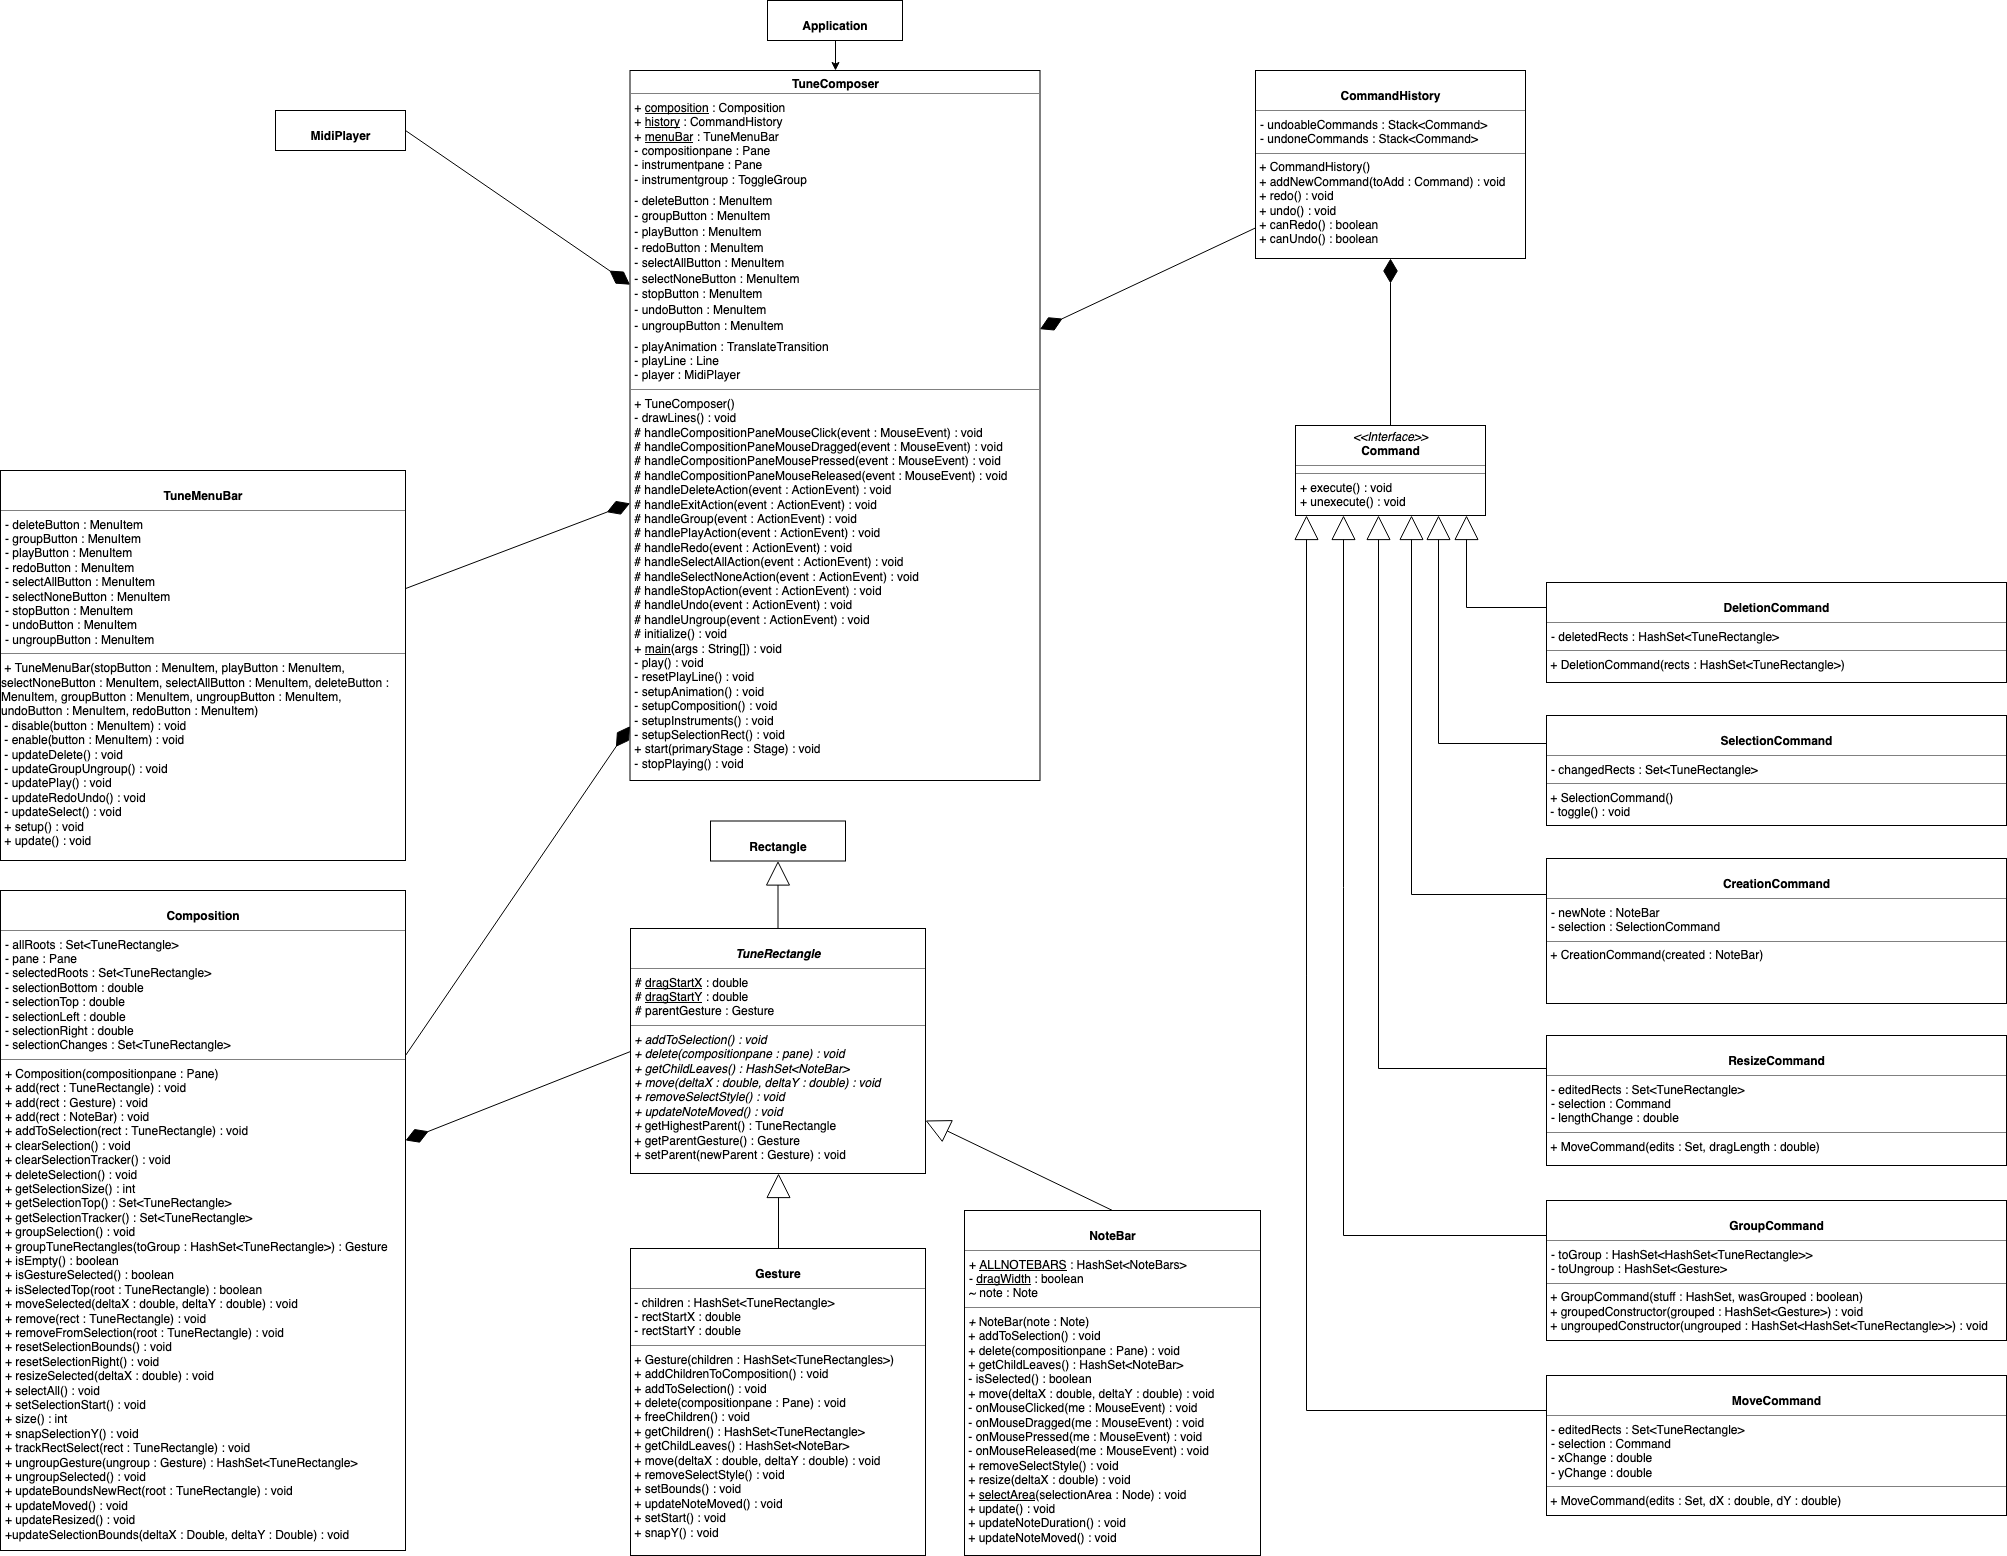 Application
TuneComposer
+ composition : Composition
+ history : CommandHistory
+ menuBar : TuneMenuBar
- compositionpane : Pane
- instrumentpane : Pane
- instrumentgroup : ToggleGroup
- deleteButton : MenuItem
- groupButton : MenuItem
- playButton : MenuItem
- redoButton : MenuItem
- selectAllButton : MenuItem
- selectNoneButton : MenuItem
- stopButton : MenuItem
- undoButton : MenuItem
- ungroupButton : MenuItem
- playAnimation : TranslateTransition
- playLine : Line
- player : MidiPlayer
+ TuneComposer()
- drawLines() : void
# handleCompositionPaneMouseClick(event : MouseEvent) : void
# handleCompositionPaneMouseDragged(event : MouseEvent) : void
# handleCompositionPaneMousePressed(event : MouseEvent) : void
# handleCompositionPaneMouseReleased(event : MouseEvent) : void
# handleDeleteAction(event : ActionEvent) : void
# handleExitAction(event : ActionEvent) : void
# handleGroup(event : ActionEvent) : void
# handlePlayAction(event : ActionEvent) : void
# handleRedo(event : ActionEvent) : void
# handleSelectAllAction(event : ActionEvent) : void
# handleSelectNoneAction(event : ActionEvent) : void
# handleStopAction(event : ActionEvent) : void
# handleUndo(event : ActionEvent) : void
# handleUngroup(event : ActionEvent) : void
# initialize() : void
+ main(args : String[]) : void
- play() : void
- resetPlayLine() : void
- setupAnimation() : void
- setupComposition() : void
- setupInstruments() : void
- setupSelectionRect() : void
+ start(primaryStage : Stage) : void
- stopPlaying() : void
MidiPlayer
CommandHistory
- undoableCommands : Stack<Command>
- undoneCommands : Stack<Command>
+ CommandHistory()
+ addNewCommand(toAdd : Command) : void
+ redo() : void
+ undo() : void
+ canRedo() : boolean
+ canUndo() : boolean
<<Interface>>
Command
+ execute() : void
+ unexecute() : void
TuneMenuBar
- deleteButton : MenuItem
- groupButton : MenuItem
- playButton : MenuItem
- redoButton : MenuItem
- selectAllButton : MenuItem
- selectNoneButton : MenuItem
- stopButton : MenuItem
- undoButton : MenuItem
- ungroupButton : MenuItem
+ TuneMenuBar(stopButton : MenuItem, playButton : MenuItem,
selectNoneButton : MenuItem, selectAllButton : MenuItem, deleteButton :
MenuItem, groupButton : MenuItem, ungroupButton : MenuItem,
undoButton : MenuItem, redoButton : MenuItem)
- disable(button : MenuItem) : void
- enable(button : MenuItem) : void
- updateDelete() : void
- updateGroupUngroup() : void
- updatePlay() : void
- updateRedoUndo() : void
- updateSelect() : void
+ setup() : void
+ update() : void
Composition
- allRoots : Set<TuneRectangle>
- pane : Pane
- selectedRoots : Set<TuneRectangle>
- selectionBottom : double
- selectionTop : double
- selectionLeft : double
- selectionRight : double
- selectionChanges : Set<TuneRectangle>
+ Composition(compositionpane : Pane)
+ add(rect : TuneRectangle) : void
+ add(rect : Gesture) : void
+ add(rect : NoteBar) : void
+ addToSelection(rect : TuneRectangle) : void
+ clearSelection() : void
+ clearSelectionTracker() : void
+ deleteSelection() : void
+ getSelectionSize() : int
+ getSelectionTop() : Set<TuneRectangle>
+ getSelectionTracker() : Set<TuneRectangle>
+ groupSelection() : void
+ groupTuneRectangles(toGroup : HashSet<TuneRectangle>) : Gesture
+ isEmpty() : boolean
+ isGestureSelected() : boolean
+ isSelectedTop(root : TuneRectangle) : boolean
+ moveSelected(deltaX : double, deltaY : double) : void
+ remove(rect : TuneRectangle) : void
+ removeFromSelection(root : TuneRectangle) : void
+ resetSelectionBounds() : void
+ resetSelectionRight() : void
+ resizeSelected(deltaX : double) : void
+ selectAll() : void
+ setSelectionStart() : void
+ size() : int
+ snapSelectionY() : void
+ trackRectSelect(rect : TuneRectangle) : void
+ ungroupGesture(ungroup : Gesture) : HashSet<TuneRectangle>
+ ungroupSelected() : void
+ updateBoundsNewRect(root : TuneRectangle) : void
+ updateMoved() : void
+ updateResized() : void
+updateSelectionBounds(deltaX : Double, deltaY : Double) : void
Rectangle
TuneRectangle
# dragStartX : double
# dragStartY : double
# parentGesture : Gesture
+ addToSelection() : void
+ delete(compositionpane : pane) : void
+ getChildLeaves() : HashSet<NoteBar>
+ move(deltaX : double, deltaY : double) : void
+ removeSelectStyle() : void
+ updateNoteMoved() : void
+ getHighestParent() : TuneRectangle
+ getParentGesture() : Gesture
+ setParent(newParent : Gesture) : void
Gesture
- children : HashSet<TuneRectangle>
- rectStartX : double
- rectStartY : double
+ Gesture(children : HashSet<TuneRectangles>)
+ addChildrenToComposition() : void
+ addToSelection() : void
+ delete(compositionpane : Pane) : void
+ freeChildren() : void
+ getChildren() : HashSet<TuneRectangle>
+ getChildLeaves() : HashSet<NoteBar>
+ move(deltaX : double, deltaY : double) : void
+ removeSelectStyle() : void
+ setBounds() : void
+ updateNoteMoved() : void
+ setStart() : void
+ snapY() : void
NoteBar
+ ALLNOTEBARS : HashSet<NoteBars>
- dragWidth : boolean
~ note : Note
+ NoteBar(note : Note)
+ addToSelection() : void
+ delete(compositionpane : Pane) : void
+ getChildLeaves() : HashSet<NoteBar>
- isSelected() : boolean
+ move(deltaX : double, deltaY : double) : void
- onMouseClicked(me : MouseEvent) : void
- onMouseDragged(me : MouseEvent) : void
- onMousePressed(me : MouseEvent) : void
- onMouseReleased(me : MouseEvent) : void
+ removeSelectStyle() : void
+ resize(deltaX : double) : void
+ selectArea(selectionArea : Node) : void
+ update() : void
+ updateNoteDuration() : void
+ updateNoteMoved() : void
DeletionCommand
- deletedRects : HashSet<TuneRectangle>
+ DeletionCommand(rects : HashSet<TuneRectangle>)
SelectionCommand
- changedRects : Set<TuneRectangle>
+ SelectionCommand()
- toggle() : void
CreationCommand
- newNote : NoteBar
- selection : SelectionCommand
+ CreationCommand(created : NoteBar)
ResizeCommand
- editedRects : Set<TuneRectangle>
- selection : Command
- lengthChange : double
+ MoveCommand(edits : Set, dragLength : double)
GroupCommand
- toGroup : HashSet<HashSet<TuneRectangle>>
- toUngroup : HashSet<Gesture>
+ GroupCommand(stuff : HashSet, wasGrouped : boolean)
+ groupedConstructor(grouped : HashSet<Gesture>) : void
+ ungroupedConstructor(ungrouped : HashSet<HashSet<TuneRectangle>>) : void
MoveCommand
- editedRects : Set<TuneRectangle>
- selection : Command
- xChange : double
- yChange : double
+ MoveCommand(edits : Set, dX : double, dY : double)